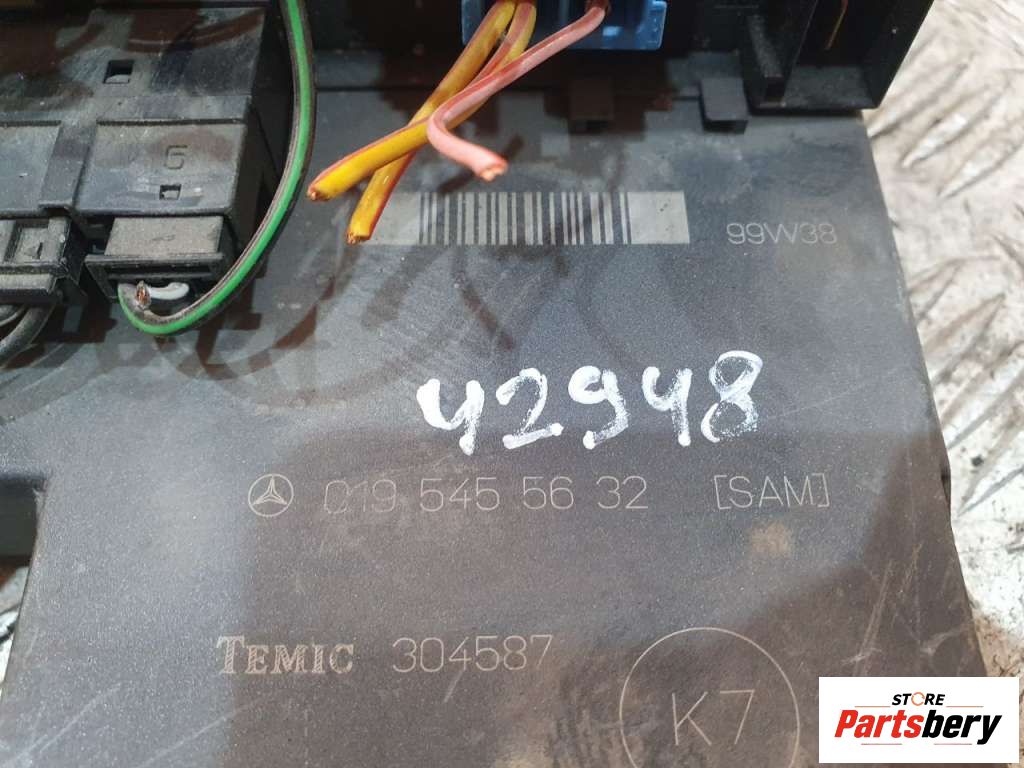 6
99W38
42948
019 545 56 32 [SAM]
TEMIC 304587
K7
STORE
Partsbery